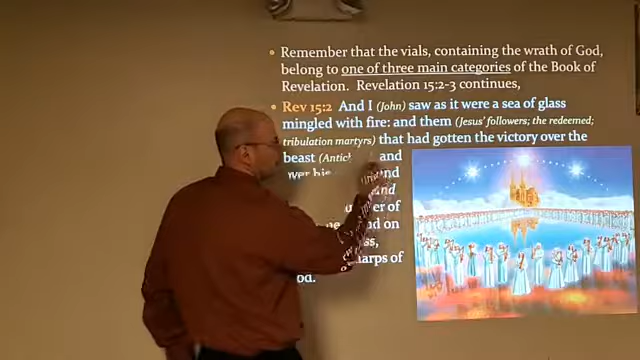 Remember that the vials, containing the wrath of God,
belong to one of three main categories of the Book of
Revelation. Revelation 15:2-3 continues,
Rev 15:2 And I (John) saw as it were a sea of glass
mingled with fire: and them (Jesus' followers; the redeemed;
tribulation martyrs) that had gotten the victory over the
beast and
and
of
on
of